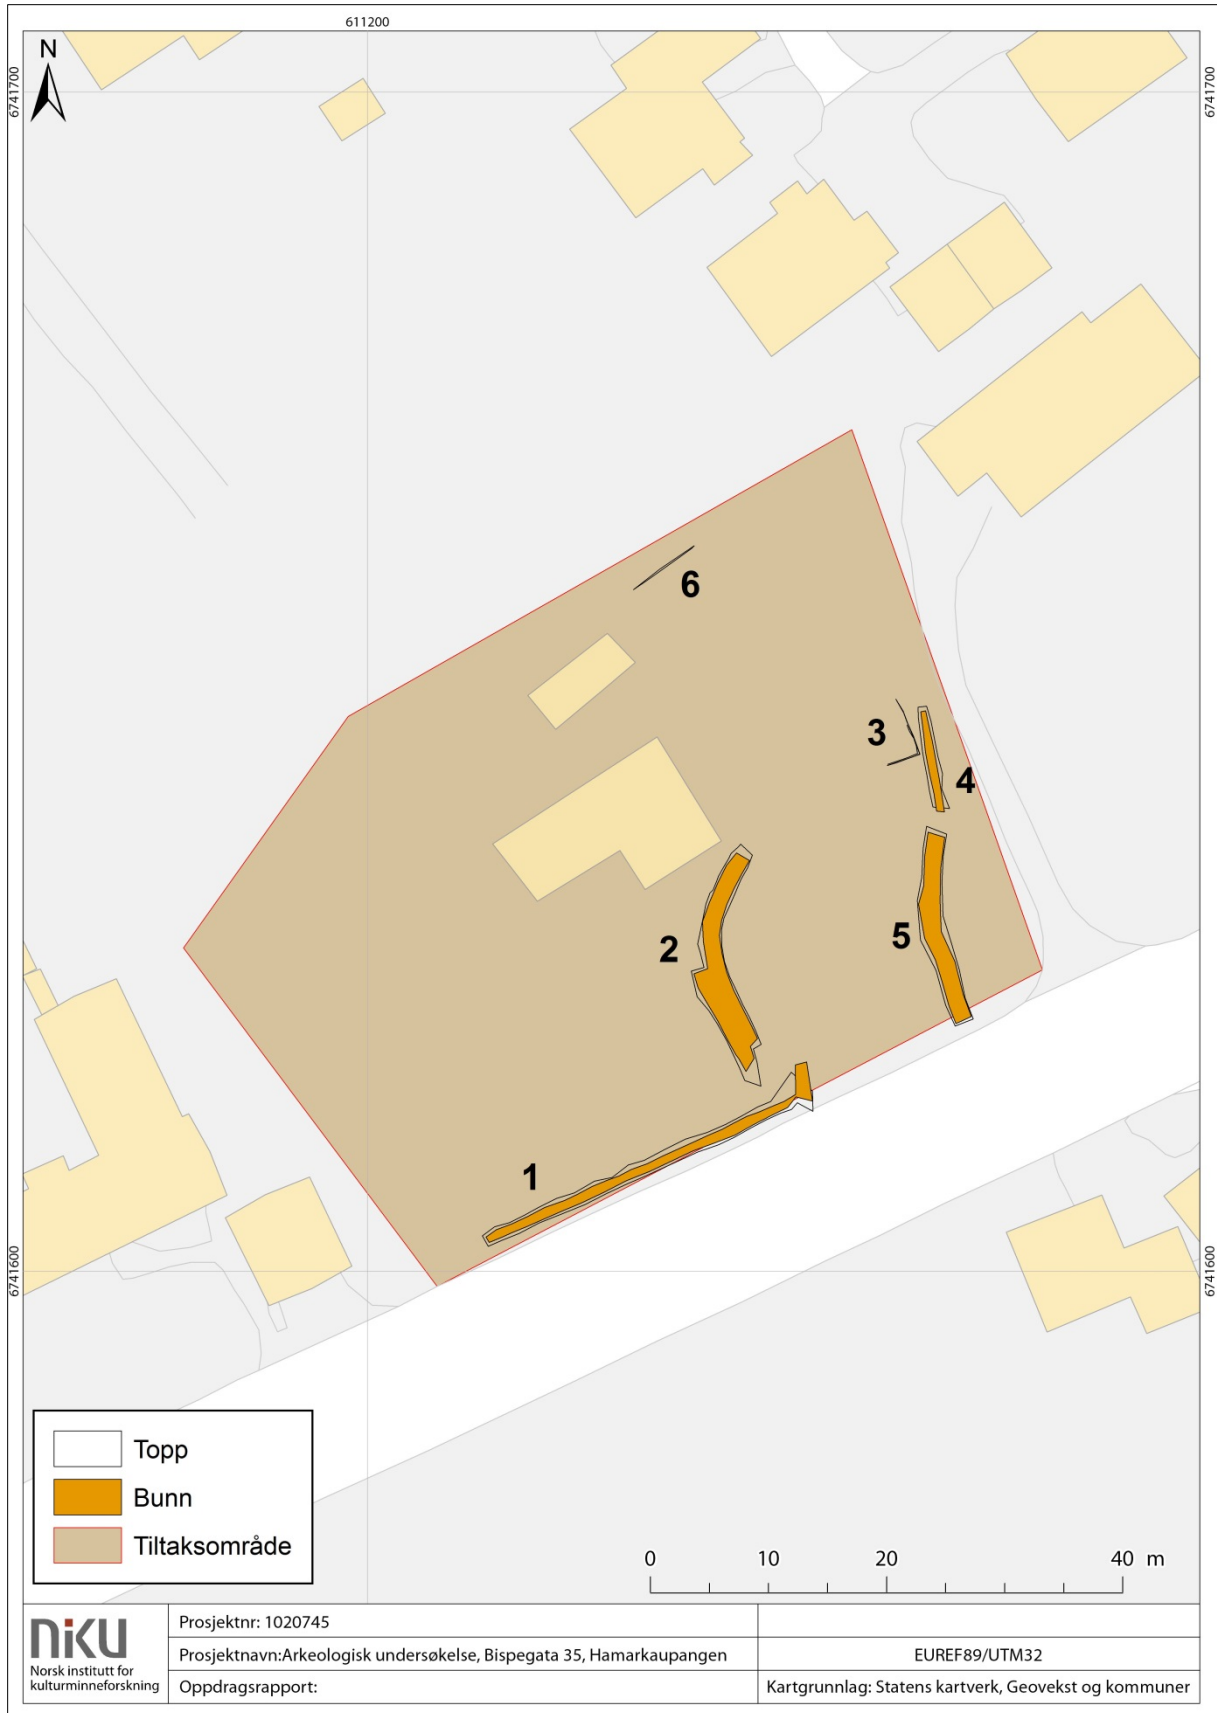 611200
N
6741700
6741700
6
3
4
5
2
1
6741600
6741600
Topp
Bunn
Tiltaksområde
0 10 20 40 m
niku
Norsk institutt for
kulturminneforskning
Prosjektnr: 1020745
Prosjektnavn:Arkeologisk undersøkelse, Bispegata 35, Hamarkaupangen
EUREF89/UTM32
Oppdragsrapport:
Kartgrunnlag: Statens kartverk, Geovekst og kommuner